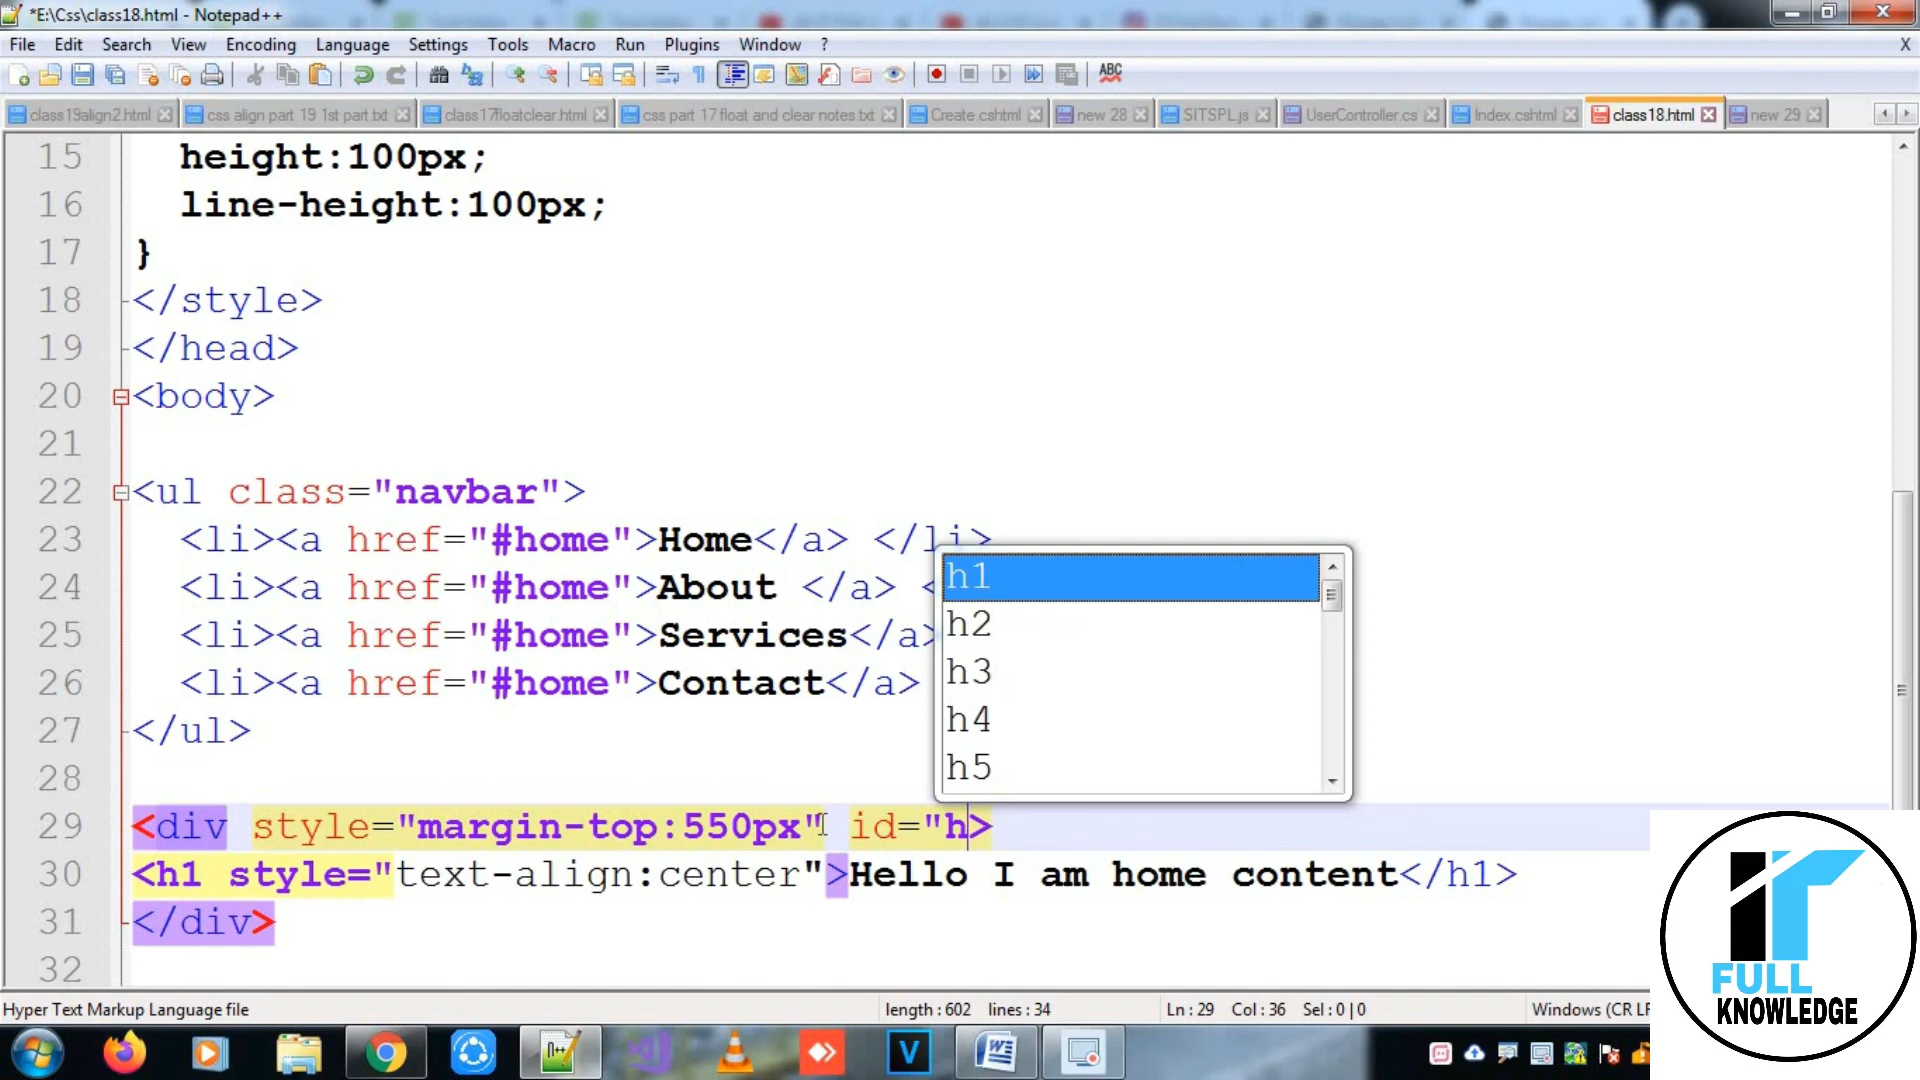 *E:\Css\class18.html - Notepad++
File Edit Search View Encoding Language Settings Tools Macro Run Plugins Window ? X
ABC
class19align2.html css align part 19 1st part.txt class17floatclear.html css part 17 float and clear notes.txt Create.cshtml new 28 SITSPL.js UserController.cs Index.cshtml class18.html new 29
15 height:100px;
16 line-height:100px;
17 }
18 </style>
19 </head>
20 <body>
21
22 <ul class="navbar">
23 <li><a href="#home">Home</a> </li>
24 <li><a href="#home">About </a> <
25 <li><a href="#home">Services</a>
26 <li><a href="#home">Contact</a>
27 </ul>
28
h1
h2
h3
h4
h5
29 <div style="margin-top:550px" id="h>
30 <h1 style="text-align:center">Hello I am home content</h1>
31 </div>
32
Hyper Text Markup Language file length : 602 lines : 34 Ln : 29 Col : 36 Sel : 0 | 0 Windows (CR LF
IT
FULL
KNOWLEDGE